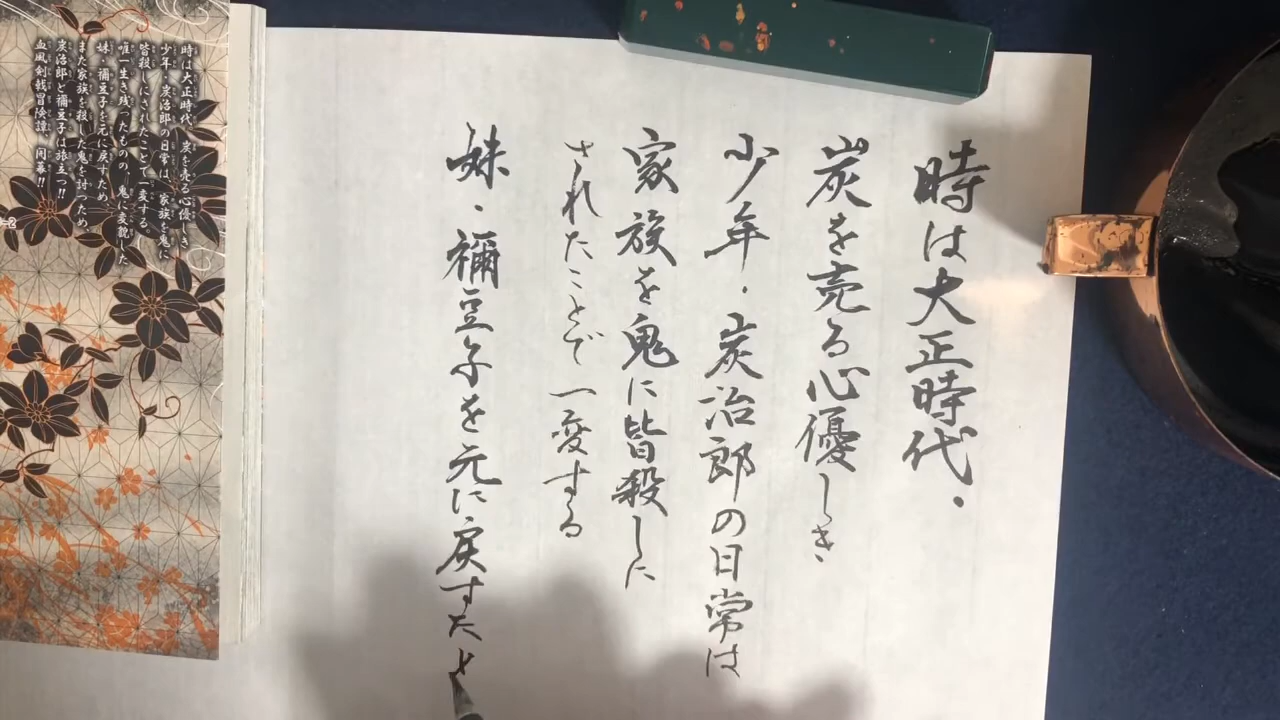 時は大正時代・
炭を売る心優しき
少年・炭治郎の日常は
家族を鬼に皆殺しに
されたことで一変する
妹・禰豆子を元に戻すため
時は大正時代、炭を売る心優しき
少年・炭治郎の日常は、家族を鬼に
皆殺しにされたことで一変する。
唯一生き残ったものの、鬼に変貌した
妹・禰豆子を元に戻すため、
また家族を殺した鬼を討つため、
炭治郎と禰豆子は旅立つ!!
血風剣戟冒険譚、開幕!!